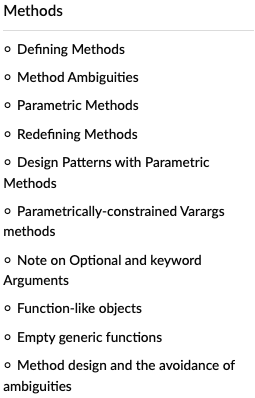 Methods
○ Defining Methods
○ Method Ambiguities
○ Parametric Methods
○ Redefining Methods
○ Design Patterns with Parametric
Methods
○ Parametrically-constrained Varargs
methods
○ Note on Optional and keyword
Arguments
○ Function-like objects
○ Empty generic functions
○ Method design and the avoidance of
ambiguities